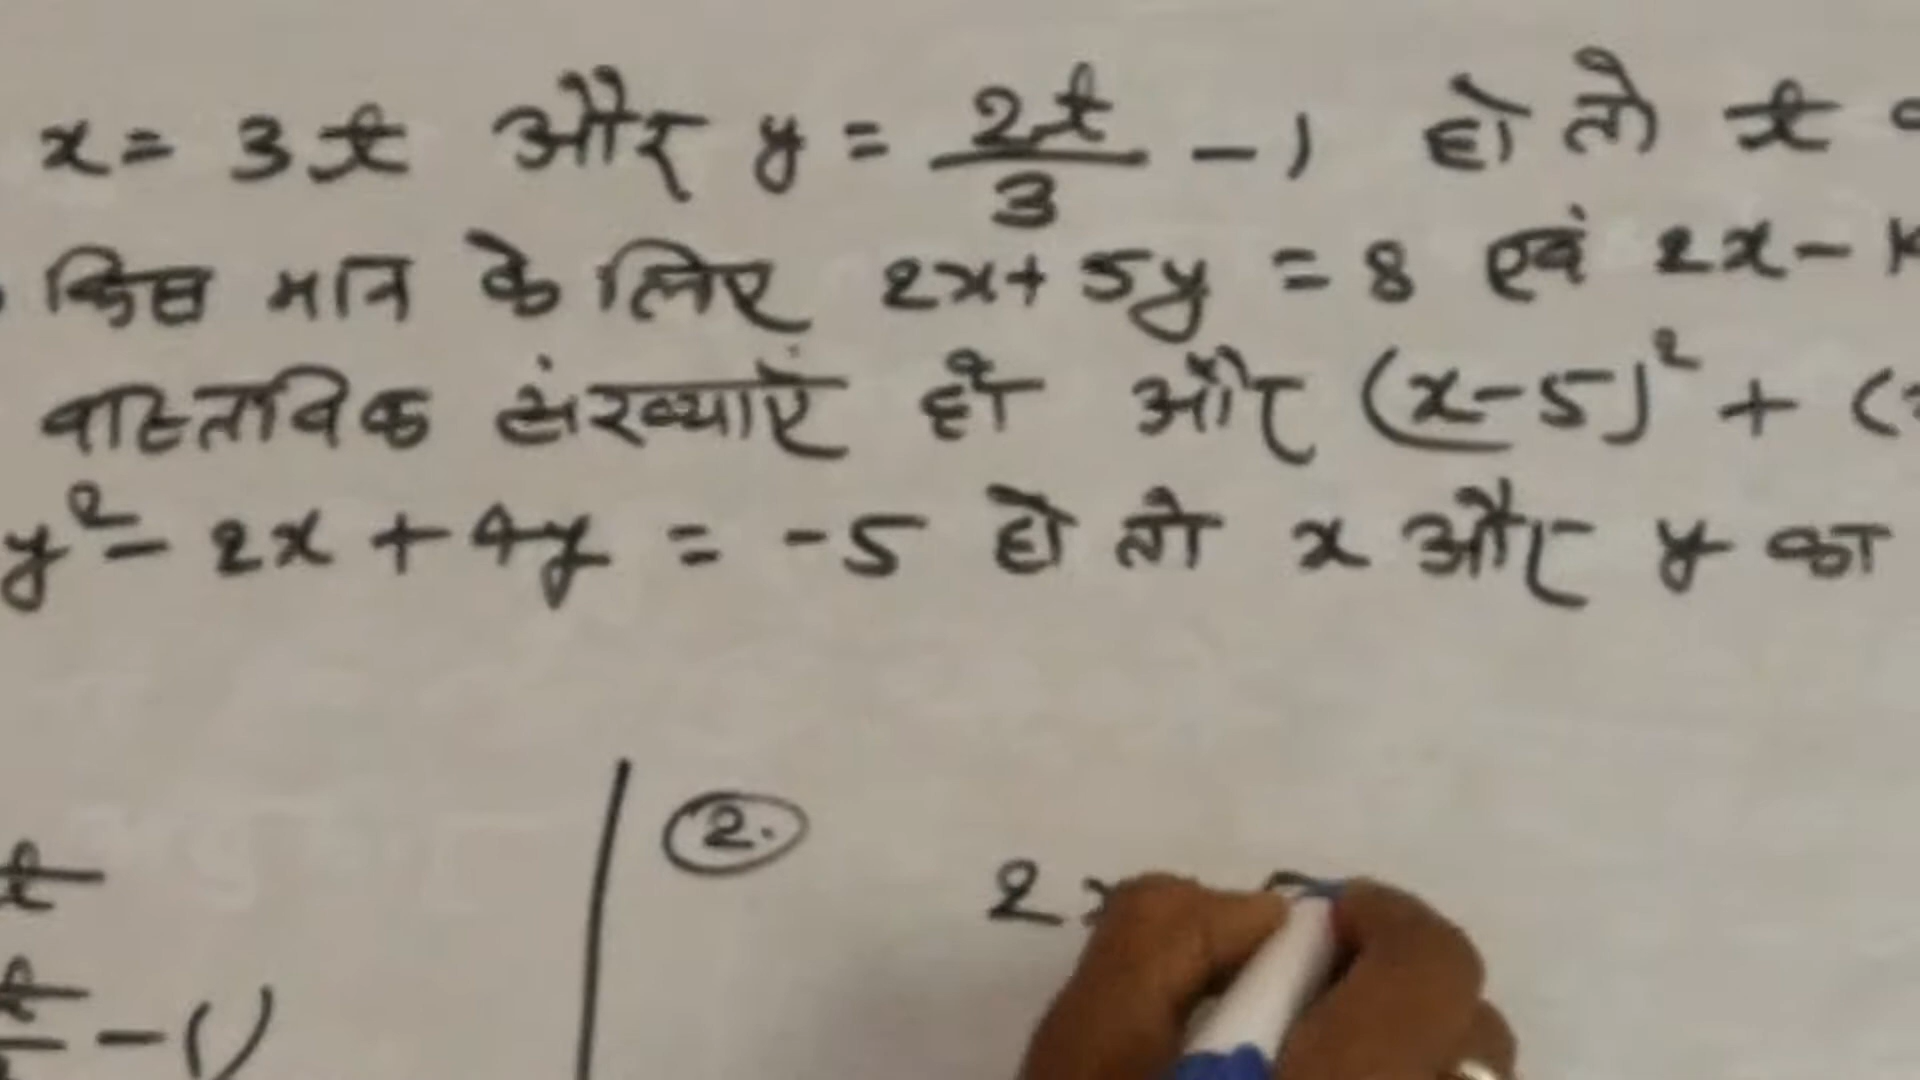 x = 3t और y = 2t/3 - 1 हो तो t
किस मान के लिए 2x + 5y = 8 एवं 2x - k
वास्तविक संख्याएँ हो और (x-5)² + (
y² - 2x + 4y = -5 हो तो x और y का
t
t - 1)
2.
2x